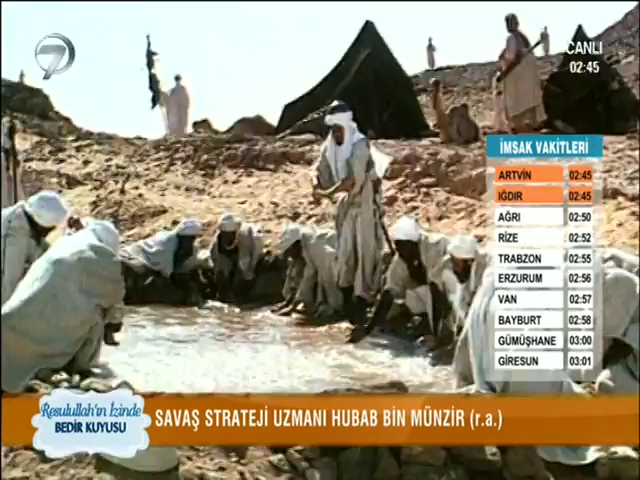 7
CANLI
02:45
İMSAK VAKİTLERİ
ARTVİN 02:45
IĞDIR 02:45
AĞRI 02:50
RİZE 02:52
TRABZON 02:55
ERZURUM 02:56
VAN 02:57
BAYBURT 02:58
GÜMÜŞHANE 03:00
GİRESUN 03:01
Resulullah'ın İzinde
BEDİR KUYUSU
SAVAŞ STRATEJİ UZMANI HUBAB BİN MÜNZİR (r.a.)